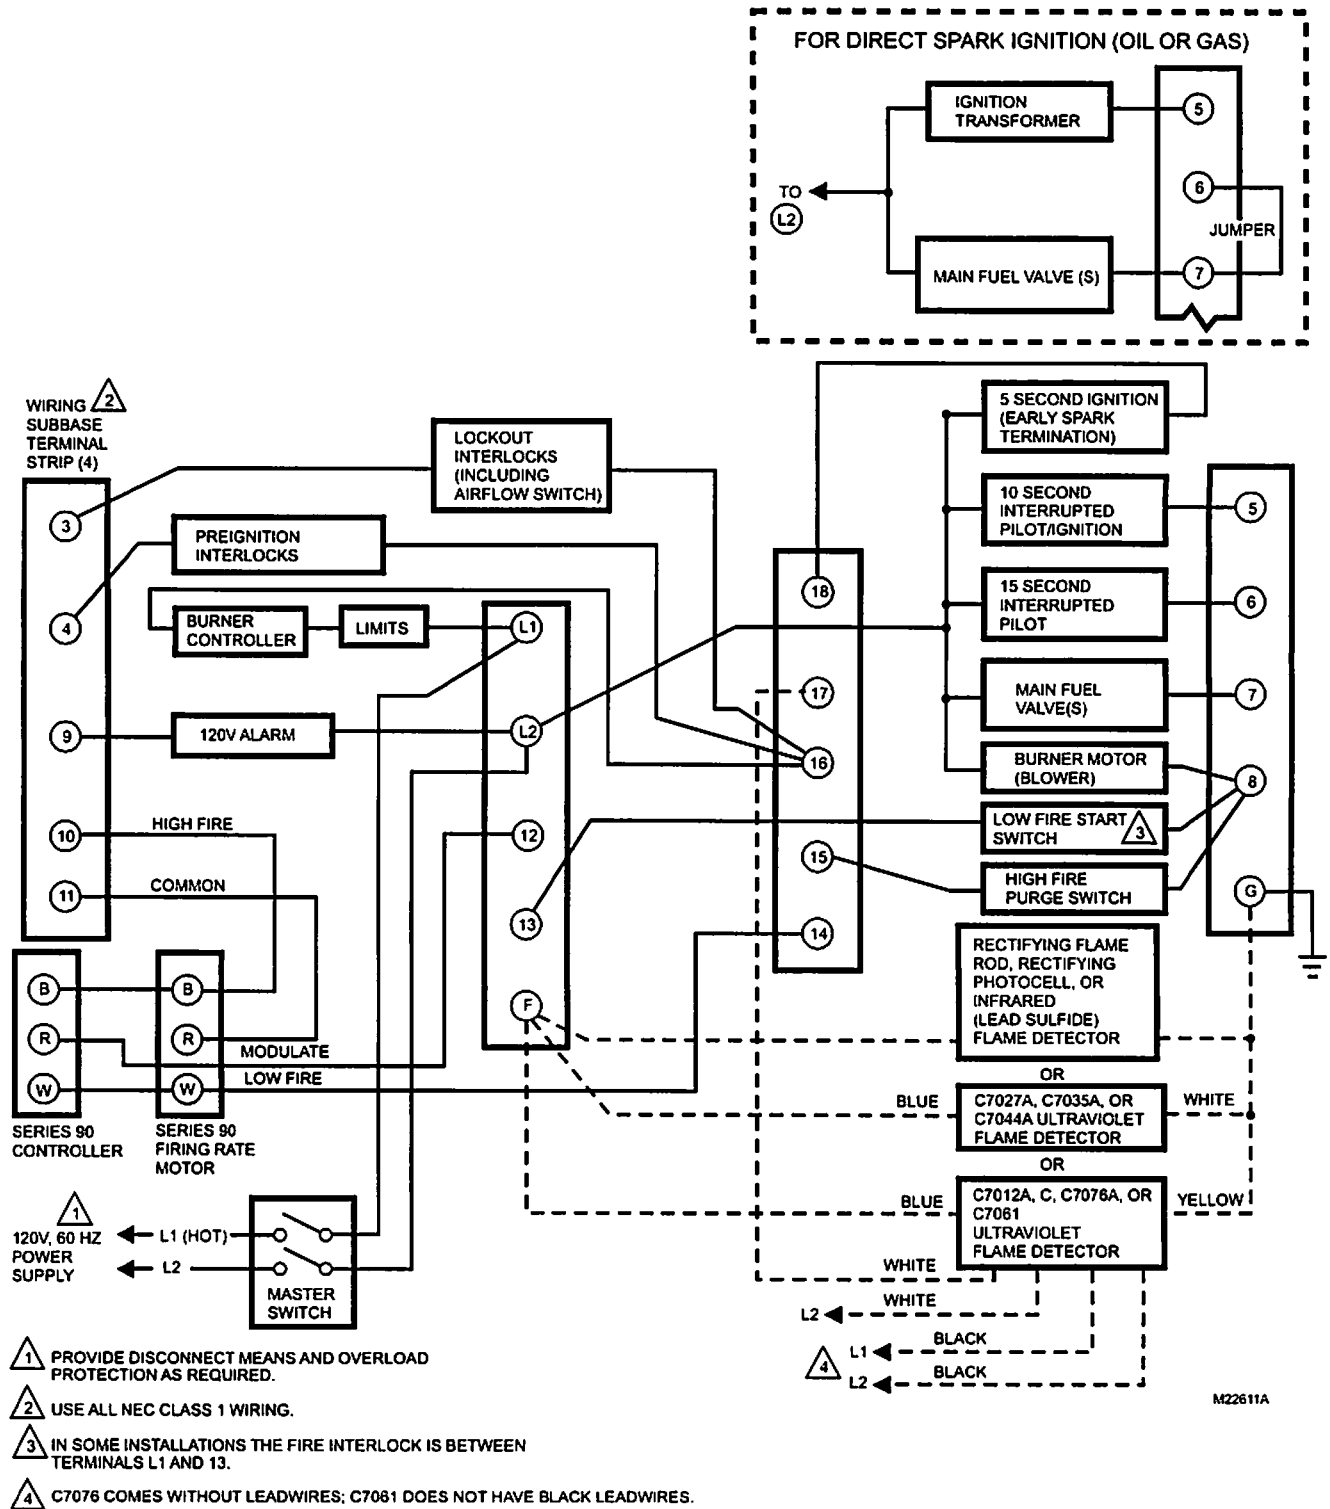 FOR DIRECT SPARK IGNITION (OIL OR GAS)
IGNITION
TRANSFORMER
5
TO
L2
6
JUMPER
MAIN FUEL VALVE (S)
7
WIRING 2
SUBBASE
TERMINAL
STRIP (4)
3
4
9
10
11
LOCKOUT
INTERLOCKS
(INCLUDING
AIRFLOW SWITCH)
PREIGNITION
INTERLOCKS
BURNER
CONTROLLER
LIMITS
120V ALARM
HIGH FIRE
COMMON
L1
L2
12
13
F
18
17
16
15
14
5 SECOND IGNITION
(EARLY SPARK
TERMINATION)
10 SECOND
INTERRUPTED
PILOT/IGNITION
15 SECOND
INTERRUPTED
PILOT
MAIN FUEL
VALVE(S)
BURNER MOTOR
(BLOWER)
LOW FIRE START
SWITCH 3
HIGH FIRE
PURGE SWITCH
5
6
7
8
G
B
R
W
SERIES 90
CONTROLLER
B
R
W
SERIES 90
FIRING RATE
MOTOR
MODULATE
LOW FIRE
RECTIFYING FLAME
ROD, RECTIFYING
PHOTOCELL, OR
INFRARED
(LEAD SULFIDE)
FLAME DETECTOR
OR
BLUE
C7027A, C7035A, OR
C7044A ULTRAVIOLET
FLAME DETECTOR
WHITE
OR
BLUE
C7012A, C, C7076A, OR
C7061
ULTRAVIOLET
FLAME DETECTOR
YELLOW
WHITE
WHITE
L2
BLACK
L1
4
BLACK
L2
1
120V, 60 HZ
POWER
SUPPLY
L1 (HOT)
L2
MASTER
SWITCH
M22611A
1 PROVIDE DISCONNECT MEANS AND OVERLOAD
PROTECTION AS REQUIRED.
2 USE ALL NEC CLASS 1 WIRING.
3 IN SOME INSTALLATIONS THE FIRE INTERLOCK IS BETWEEN
TERMINALS L1 AND 13.
4 C7076 COMES WITHOUT LEADWIRES; C7061 DOES NOT HAVE BLACK LEADWIRES.